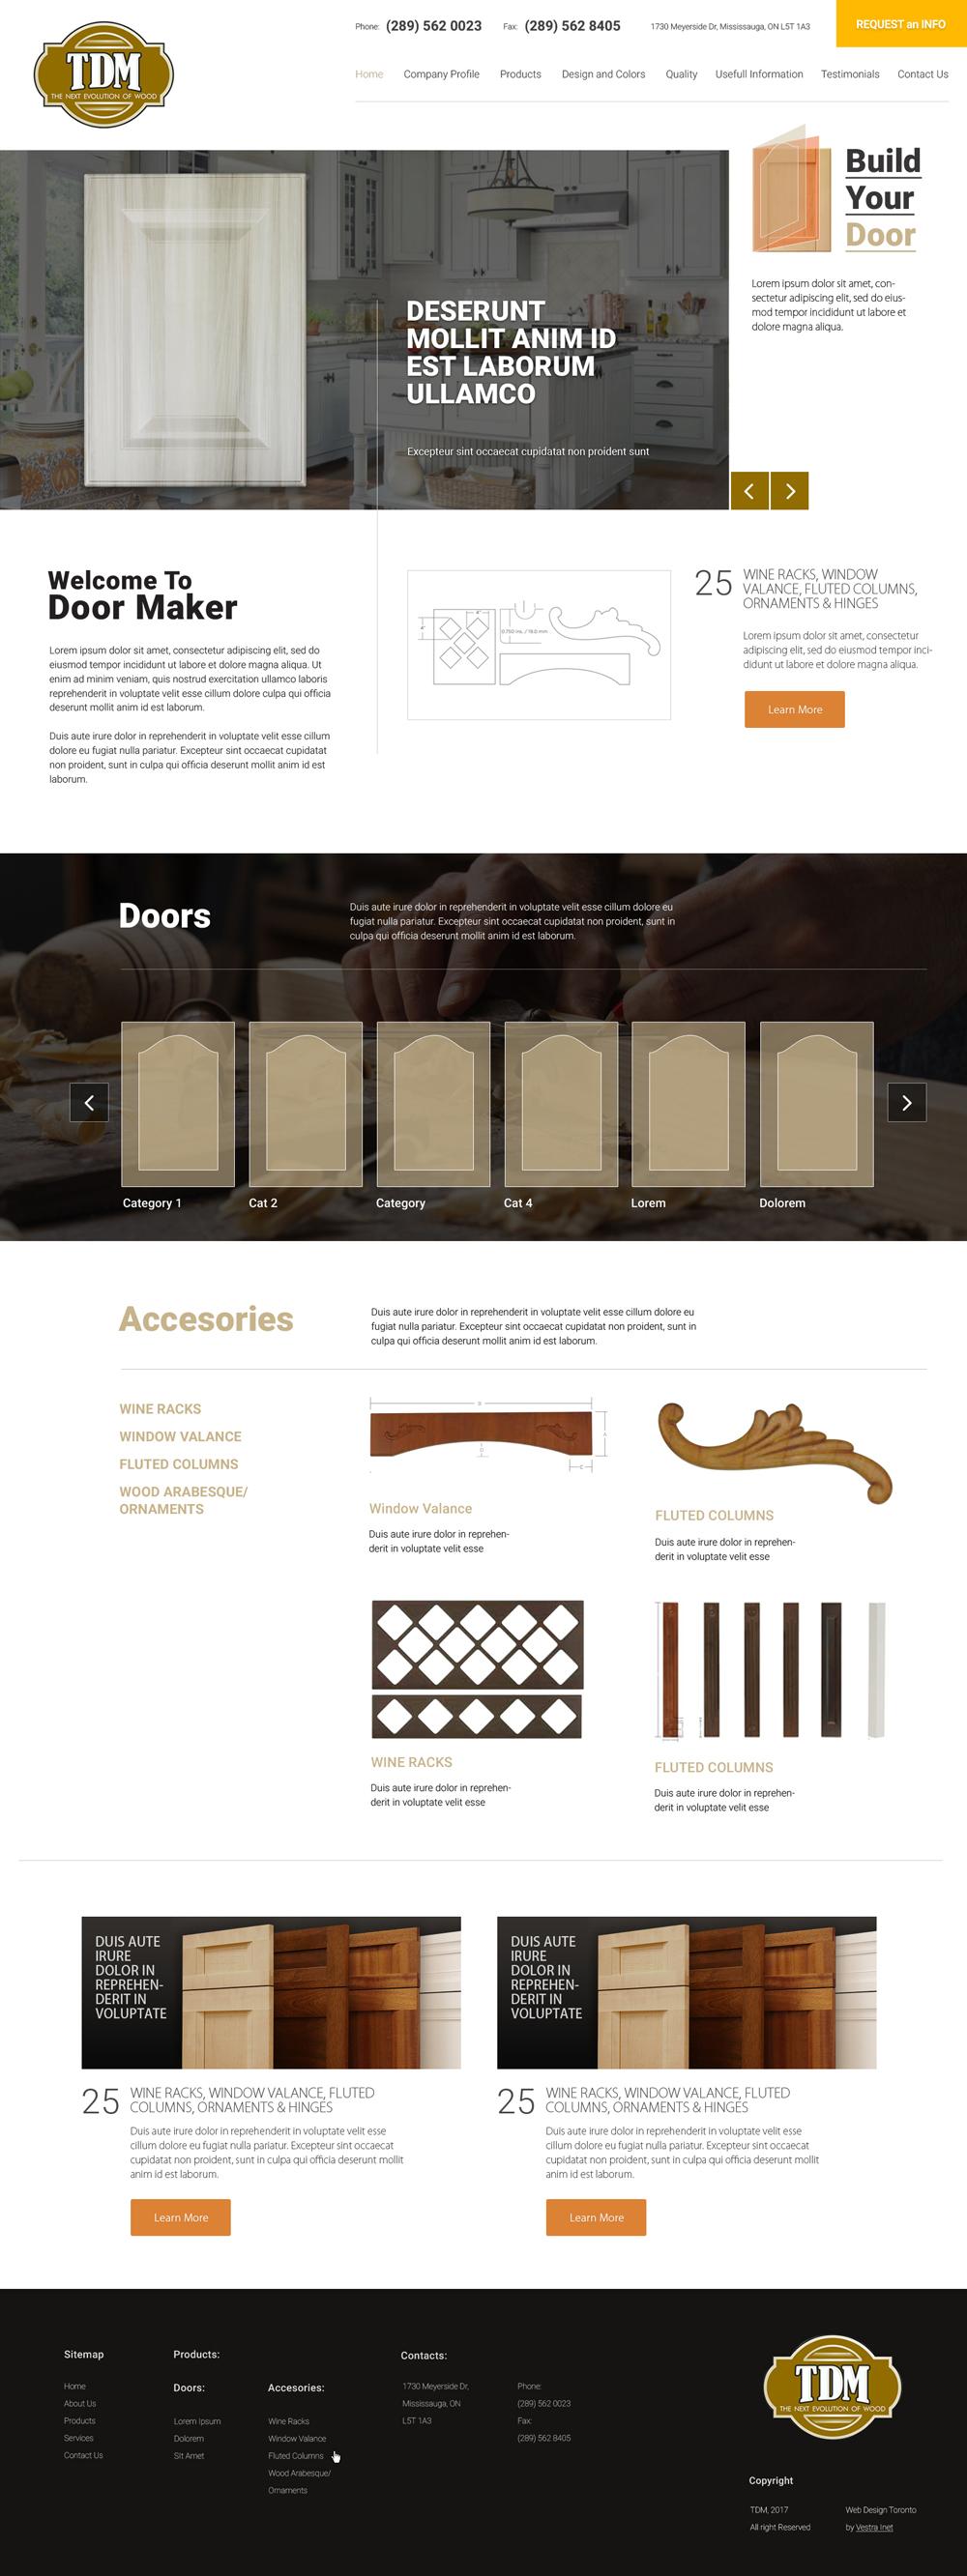 TDM
THE NEXT EVOLUTION OF WOOD
Phone: (289) 562 0023 Fax: (289) 562 8405 1730 Meyerside Dr, Mississauga, ON L5T 1A3
REQUEST an INFO
Home Company Profile Products Design and Colors Quality Usefull Information Testimonials Contact Us
Build
Your
Door
Lorem ipsum dolor sit amet, con-
sectetur adipiscing elit, sed do eius-
mod tempor incididunt ut labore et
dolore magna aliqua.
DESERUNT
MOLLIT ANIM ID
EST LABORUM
ULLAMCO
Excepteur sint occaecat cupidatat non proident sunt
Welcome To
Door Maker
Lorem ipsum dolor sit amet, consectetur adipiscing elit, sed do
eiusmod tempor incididunt ut labore et dolore magna aliqua. Ut
enim ad minim veniam, quis nostrud exercitation ullamco laboris
reprehenderit in voluptate velit esse cillum dolore culpa qui officia
deserunt mollit anim id est laborum.
Duis aute irure dolor in reprehenderit in voluptate velit esse cillum
dolore eu fugiat nulla pariatur. Excepteur sint occaecat cupidatat
non proident, sunt in culpa qui officia deserunt mollit anim id est
laborum.
25 WINE RACKS, WINDOW
VALANCE, FLUTED COLUMNS,
ORNAMENTS & HINGES
Lorem ipsum dolor sit amet, consectetur
adipiscing elit, sed do eiusmod tempor inci-
didunt ut labore et dolore magna aliqua.
Learn More
Doors
Duis aute irure dolor in reprehenderit in voluptate velit esse cillum dolore eu
fugiat nulla pariatur. Excepteur sint occaecat cupidatat non proident, sunt in
culpa qui officia deserunt mollit anim id est laborum.
Category 1 Cat 2 Category Cat 4 Lorem Dolorem
Accesories
Duis aute irure dolor in reprehenderit in voluptate velit esse cillum dolore eu
fugiat nulla pariatur. Excepteur sint occaecat cupidatat non proident, sunt in
culpa qui officia deserunt mollit anim id est laborum.
WINE RACKS
WINDOW VALANCE
FLUTED COLUMNS
WOOD ARABESQUE/
ORNAMENTS
Window Valance
Duis aute irure dolor in reprehen-
derit in voluptate velit esse
FLUTED COLUMNS
Duis aute irure dolor in reprehen-
derit in voluptate velit esse
WINE RACKS
Duis aute irure dolor in reprehen-
derit in voluptate velit esse
FLUTED COLUMNS
Duis aute irure dolor in reprehen-
derit in voluptate velit esse
DUIS AUTE
IRURE
DOLOR IN
REPREHEN-
DERIT IN
VOLUPTATE
25 WINE RACKS, WINDOW VALANCE, FLUTED
COLUMNS, ORNAMENTS & HINGES
Duis aute irure dolor in reprehenderit in voluptate velit esse
cillum dolore eu fugiat nulla pariatur. Excepteur sint occaecat
cupidatat non proident, sunt in culpa qui officia deserunt mollit
anim id est laborum.
Learn More
DUIS AUTE
IRURE
DOLOR IN
REPREHEN-
DERIT IN
VOLUPTATE
25 WINE RACKS, WINDOW VALANCE, FLUTED
COLUMNS, ORNAMENTS & HINGES
Duis aute irure dolor in reprehenderit in voluptate velit esse
cillum dolore eu fugiat nulla pariatur. Excepteur sint occaecat
cupidatat non proident, sunt in culpa qui officia deserunt mollit
anim id est laborum.
Learn More
Sitemap
Home
About Us
Products
Services
Contact Us
Products:
Doors:
Lorem Ipsum
Dolorem
Sit Amet
Accesories:
Wine Racks
Window Valance
Fluted Columns
Wood Arabesque/
Ornaments
Contacts:
1730 Meyerside Dr,
Mississauga, ON
L5T 1A3
Phone:
(289) 562 0023
Fax:
(289) 562 8405
TDM
THE NEXT EVOLUTION OF WOOD
Copyright
TDM, 2017
All right Reserved
Web Design Toronto
by Vestra Inet